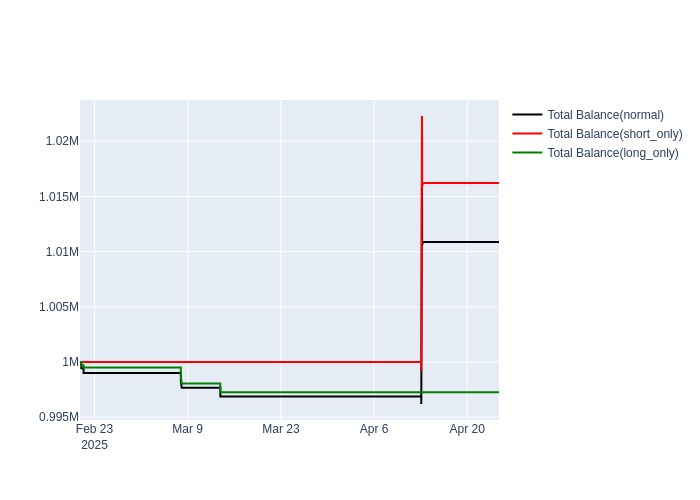 Total Balance(normal)
Total Balance(short_only)
Total Balance(long_only)
1.02M
1.015M
1.01M
1.005M
1M
0.995M
Feb 23
2025
Mar 9
Mar 23
Apr 6
Apr 20